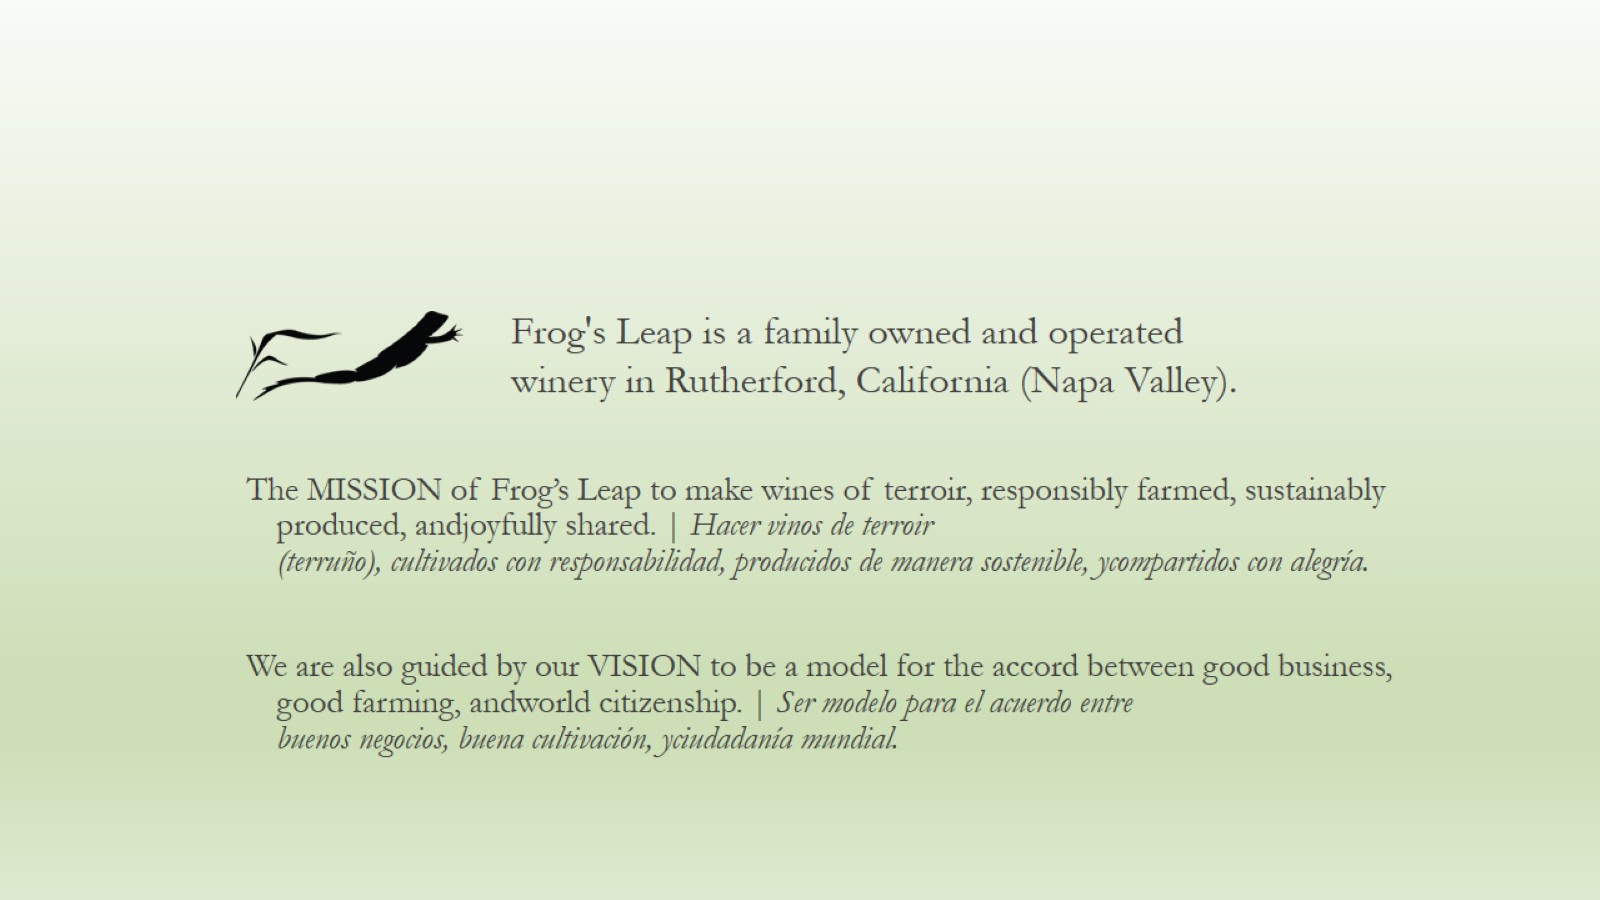 Frog's Leap is a family owned and operated
winery in Rutherford, California (Napa Valley).
The MISSION of Frog’s Leap to make wines of terroir, responsibly farmed, sustainably
produced, andjoyfully shared. | Hacer vinos de terroir
(terruño), cultivados con responsabilidad, producidos de manera sostenible, ycompartidos con alegría.
We are also guided by our VISION to be a model for the accord between good business,
good farming, andworld citizenship. | Ser modelo para el acuerdo entre
buenos negocios, buena cultivación, yciudadanía mundial.